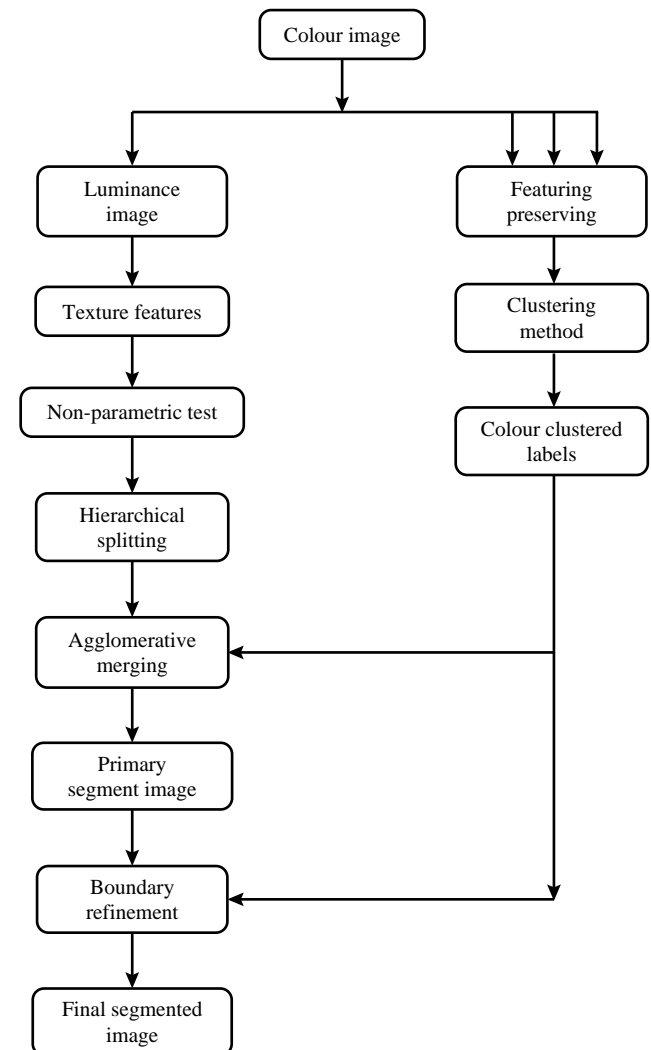 Colour image
Luminance
image
Featuring
preserving
Texture features
Clustering
method
Non-parametric test
Colour clustered
labels
Hierarchical
splitting
Agglomerative
merging
Primary
segment image
Boundary
refinement
Final segmented
image